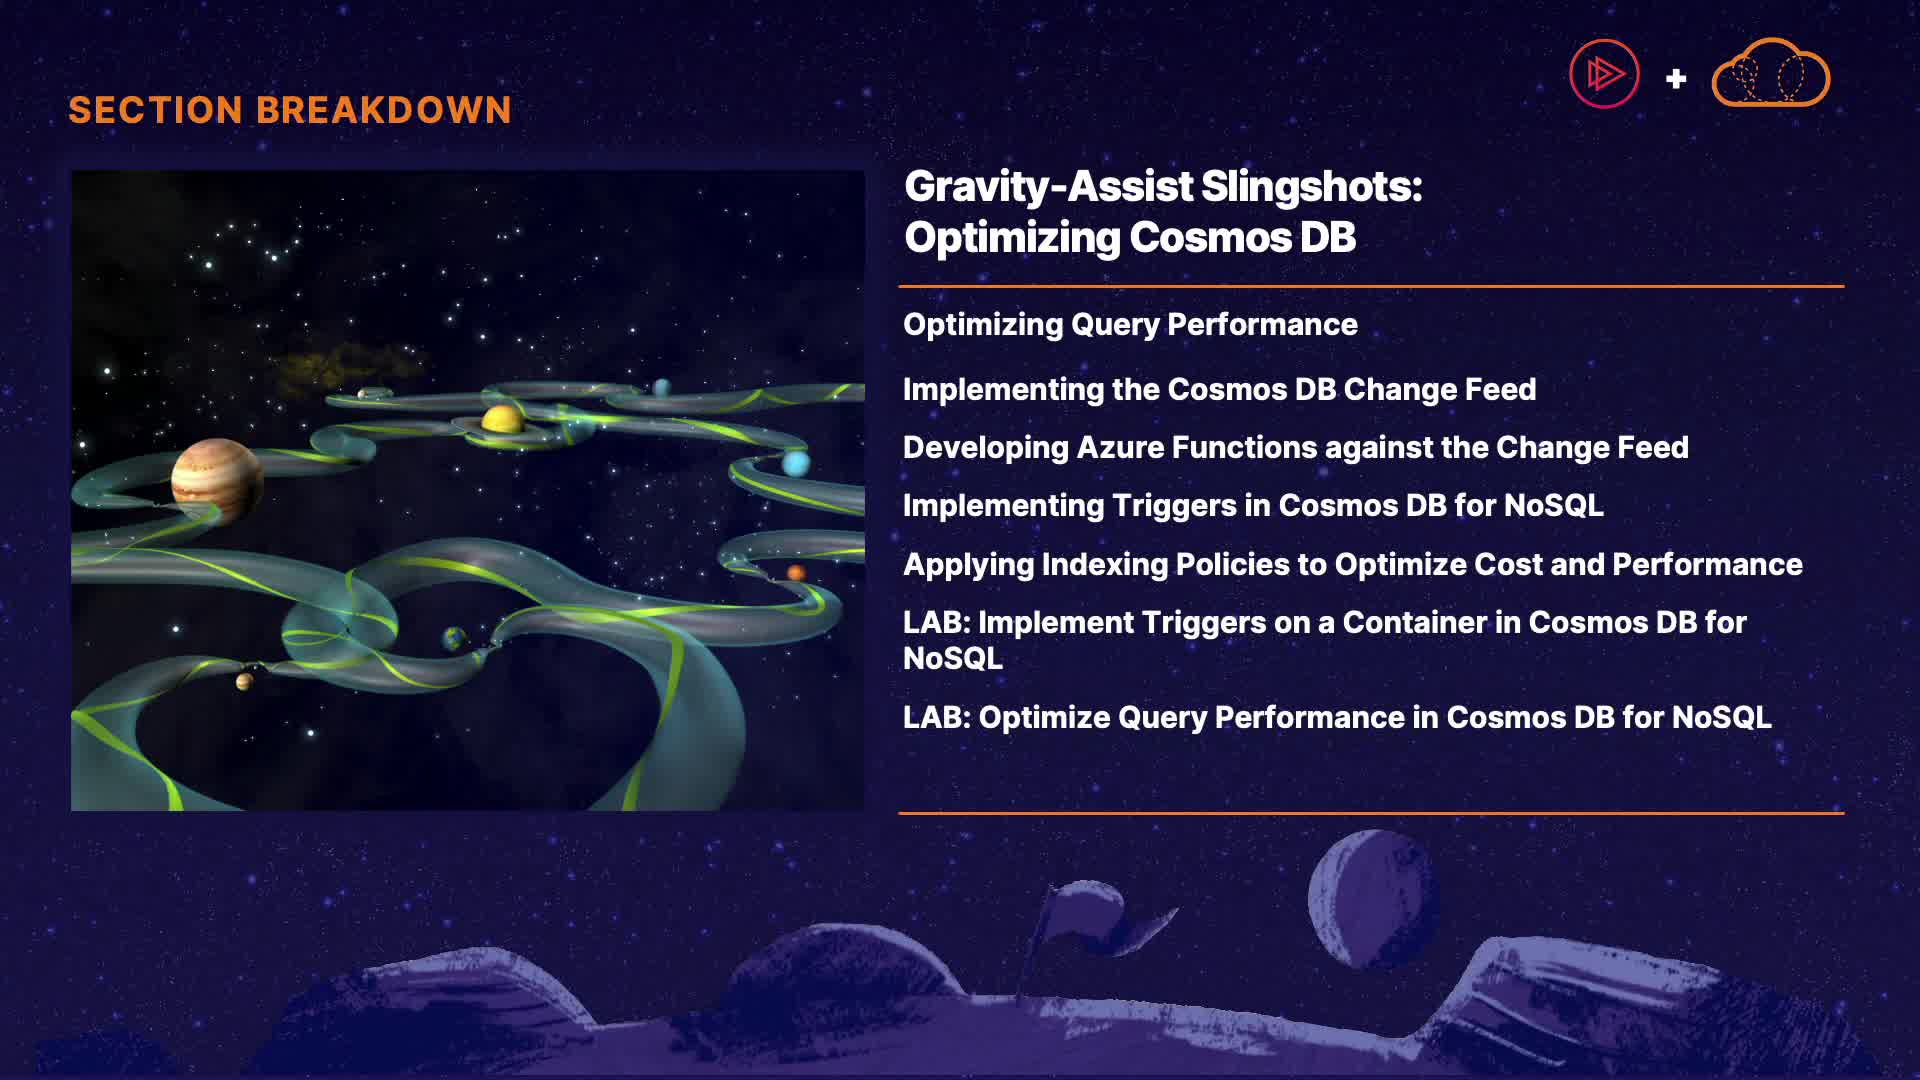 SECTION BREAKDOWN
Gravity-Assist Slingshots:
Optimizing Cosmos DB
Optimizing Query Performance
Implementing the Cosmos DB Change Feed
Developing Azure Functions against the Change Feed
Implementing Triggers in Cosmos DB for NoSQL
Applying Indexing Policies to Optimize Cost and Performance
LAB: Implement Triggers on a Container in Cosmos DB for
NoSQL
LAB: Optimize Query Performance in Cosmos DB for NoSQL